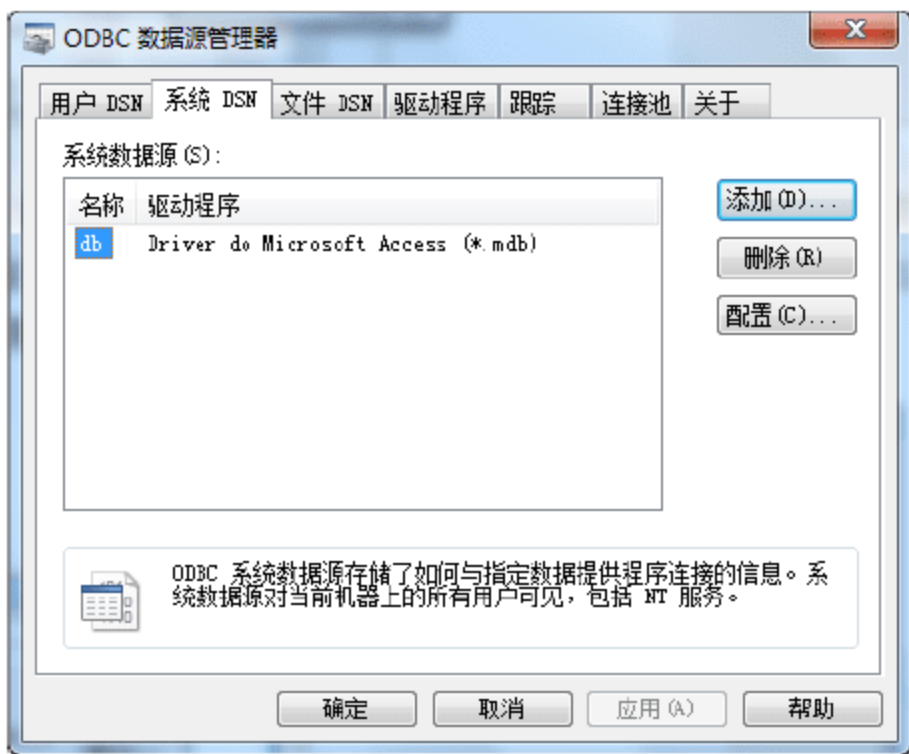 ODBC 数据源管理器
用户 DSN 系统 DSN 文件 DSN 驱动程序 跟踪 连接池 关于
系统数据源(S):
名称 驱动程序
添加(D)...
db Driver do Microsoft Access (*.mdb)
删除(R)
配置(C)...
ODBC 系统数据源存储了如何与指定数据提供程序连接的信息。系
统数据源对当前机器上的所有用户可见，包括 NT 服务。
确定 取消 应用(A) 帮助